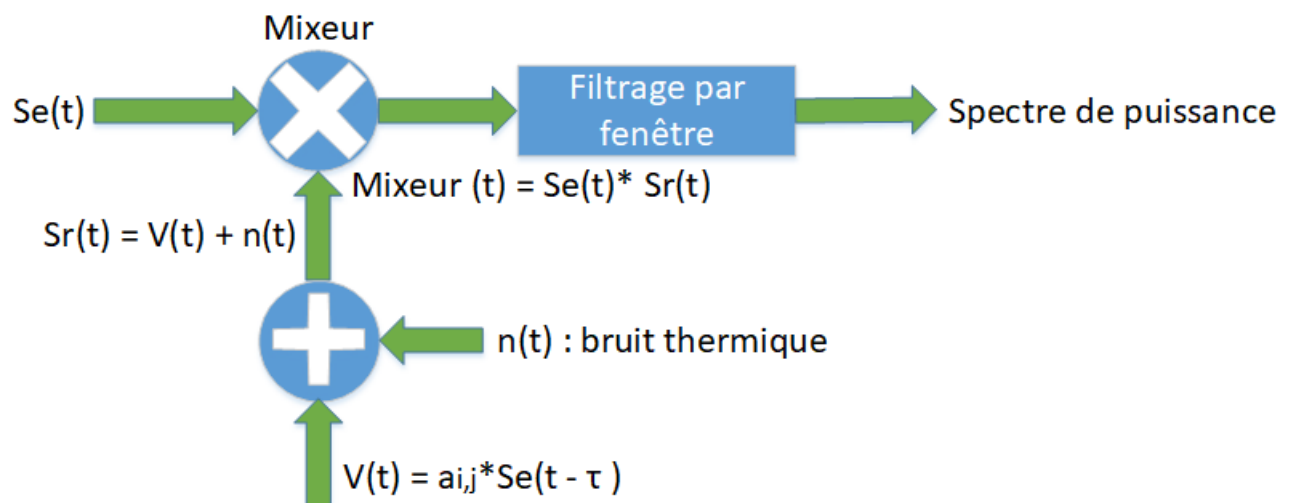 Mixeur
Se(t)
Filtrage par
fenêtre
Spectre de puissance
Mixeur (t) = Se(t)* Sr(t)
Sr(t) = V(t) + n(t)
n(t) : bruit thermique
V(t) = ai,j*Se(t - τ )